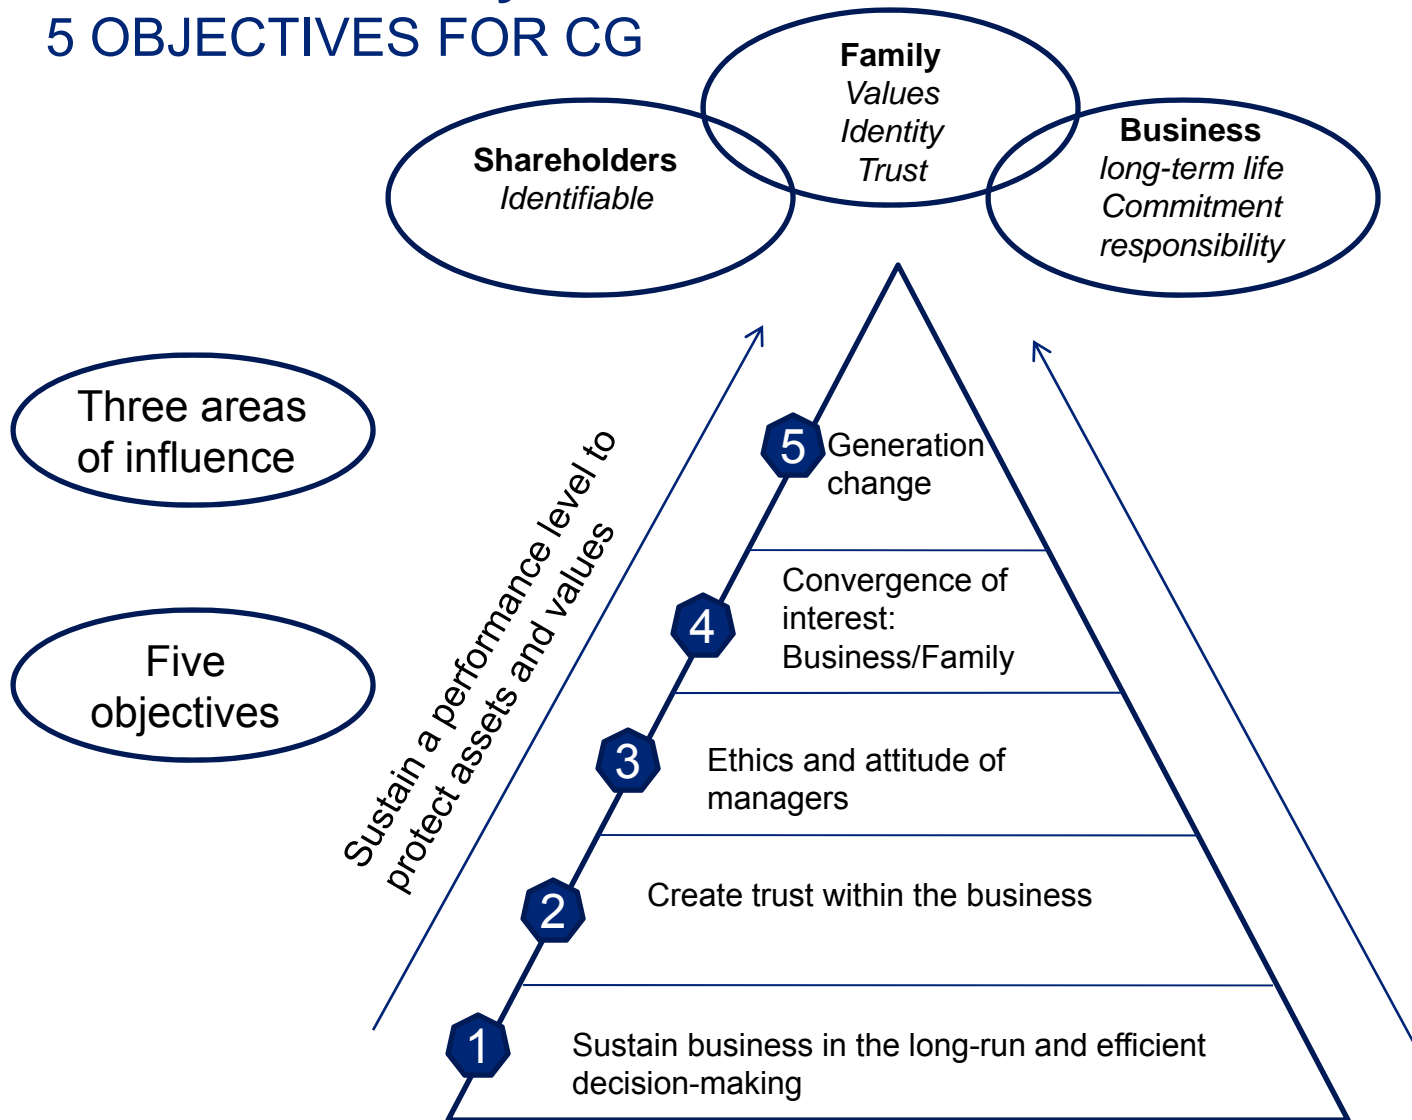 5 OBJECTIVES FOR CG
Family
Values
Identity
Trust
Shareholders
Identifiable
Business
long-term life
Commitment
responsibility
Three areas
of influence
Five
objectives
Sustain a performance level to
protect assets and values
5
Generation
change
4
Convergence of
interest:
Business/Family
3
Ethics and attitude of
managers
2
Create trust within the business
1
Sustain business in the long-run and efficient
decision-making